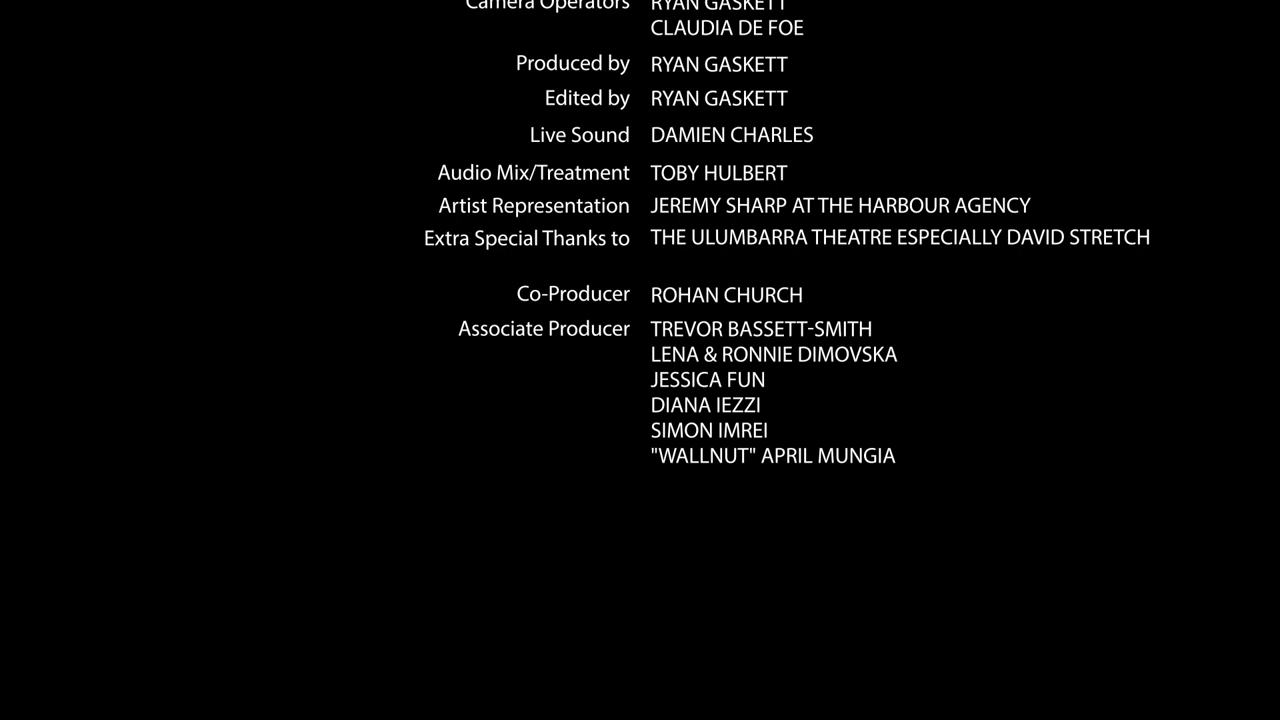 Camera Operators RYAN GASKETT
CLAUDIA DE FOE
Produced by RYAN GASKETT
Edited by RYAN GASKETT
Live Sound DAMIEN CHARLES
Audio Mix/Treatment TOBY HULBERT
Artist Representation JEREMY SHARP AT THE HARBOUR AGENCY
Extra Special Thanks to THE ULUMBARRA THEATRE ESPECIALLY DAVID STRETCH
Co-Producer ROHAN CHURCH
Associate Producer TREVOR BASSETT-SMITH
LENA & RONNIE DIMOVSKA
JESSICA FUN
DIANA IEZZI
SIMON IMREI
"WALLNUT" APRIL MUNGIA